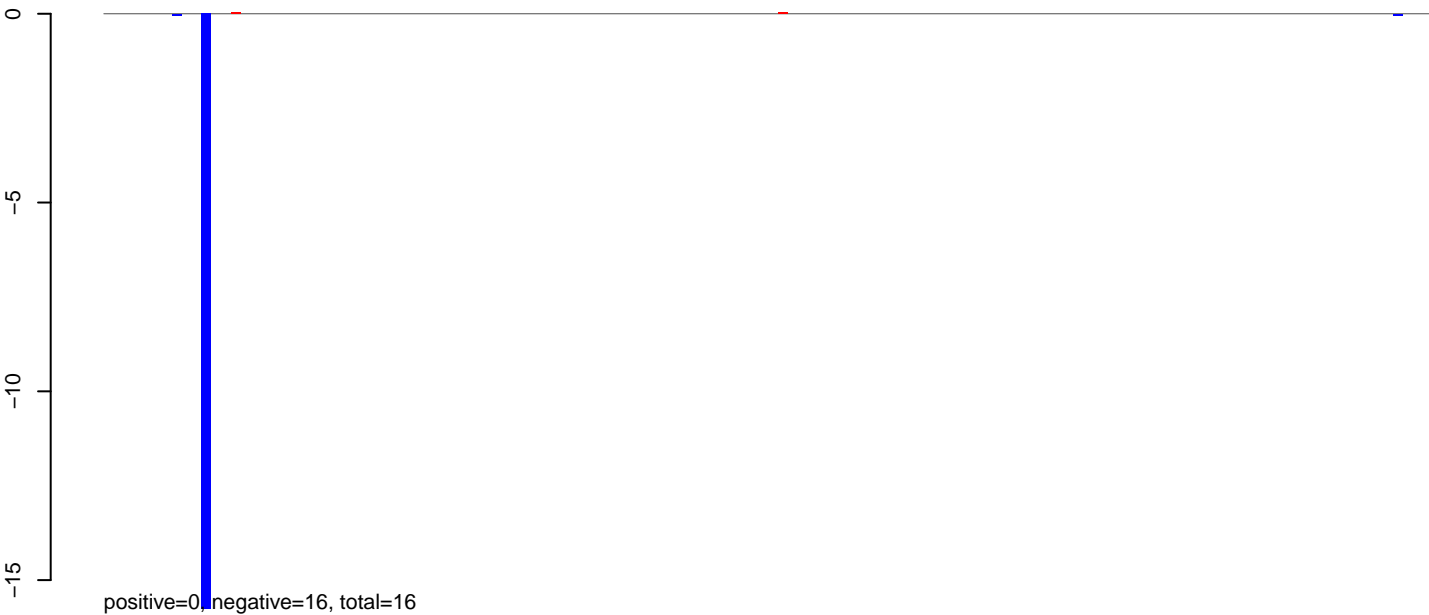 0
−5
−10
−15
positive=0, negative=16, total=16